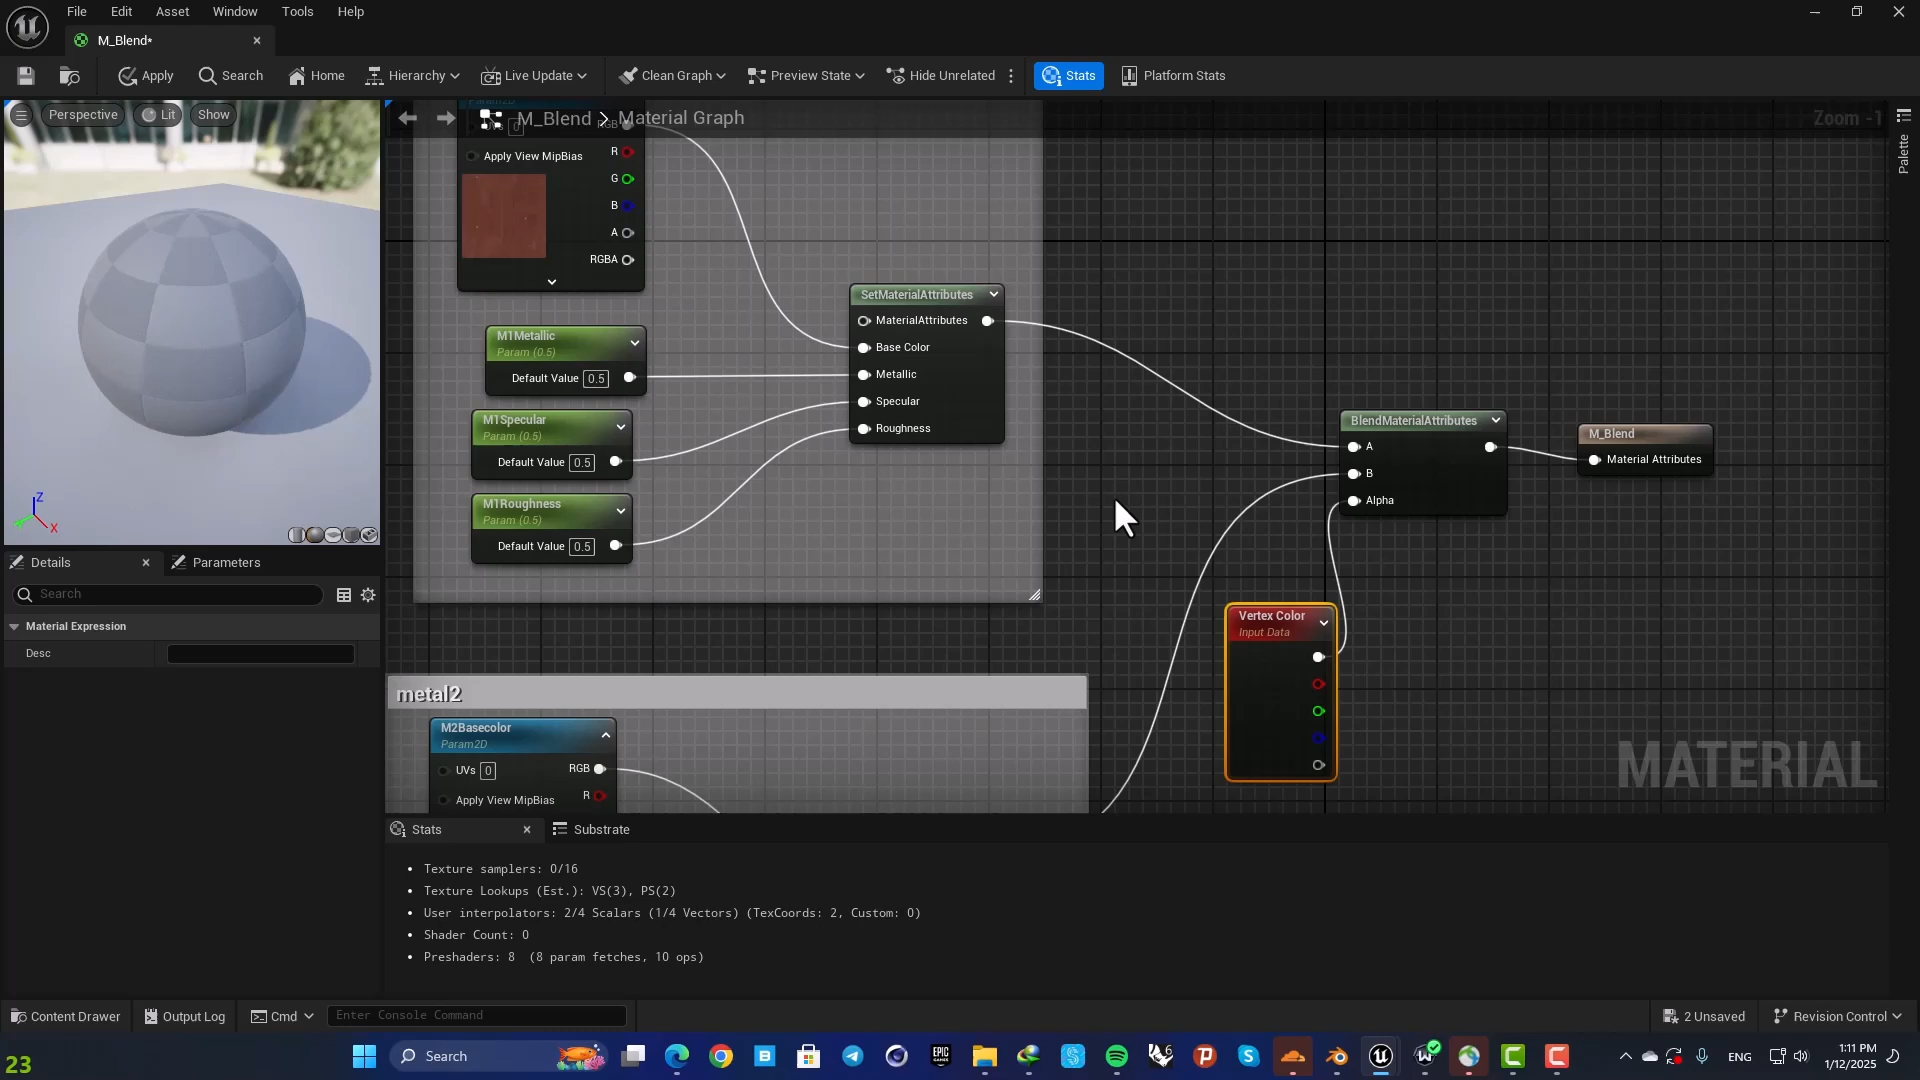 File Edit Asset Window Tools Help
M_Blend*
Apply Search Home Hierarchy Live Update Clean Graph Preview State Hide Unrelated Stats Platform Stats
Perspective Lit Show
M_Blend > Material Graph
Zoom -1
Palette
Param2D
UVs 0 RGB
Apply View MipBias R
G
B
A
RGBA
M1Metallic
Param (0.5)
Default Value 0.5
M1Specular
Param (0.5)
Default Value 0.5
M1Roughness
Param (0.5)
Default Value 0.5
SetMaterialAttributes
MaterialAttributes
Base Color
Metallic
Specular
Roughness
BlendMaterialAttributes
A
B
Alpha
M_Blend
Material Attributes
Vertex Color
Input Data
metal2
M2Basecolor
Param2D
UVs 0 RGB
Apply View MipBias R
MATERIAL
Z
X
Details Parameters
Search
Material Expression
Desc
Stats Substrate
• Texture samplers: 0/16
• Texture Lookups (Est.): VS(3), PS(2)
• User interpolators: 2/4 Scalars (1/4 Vectors) (TexCoords: 2, Custom: 0)
• Shader Count: 0
• Preshaders: 8 (8 param fetches, 10 ops)
Content Drawer Output Log Cmd Enter Console Command 2 Unsaved Revision Control
23
Search
EPIC GAMES
6
ENG
1:11 PM
1/12/2025